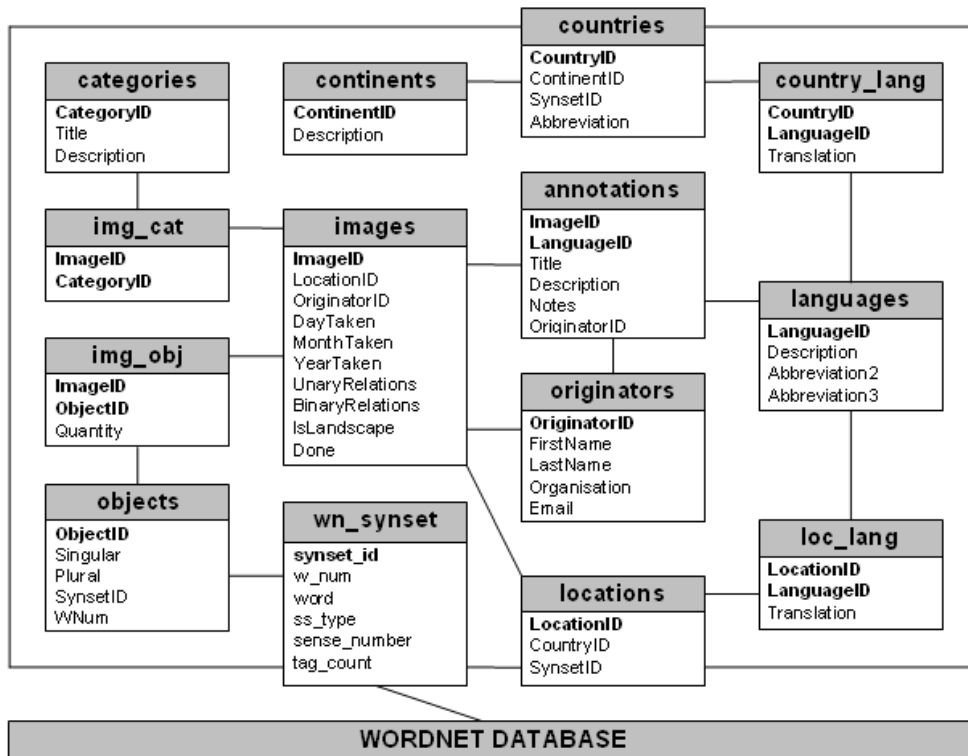 countries
CountryID
ContinentID
SynsetID
Abbreviation
categories
CategoryID
Title
Description
continents
ContinentID
Description
country_lang
CountryID
LanguageID
Translation
img_cat
ImageID
CategoryID
images
ImageID
LocationID
OriginatorID
DayTaken
MonthTaken
YearTaken
UnaryRelations
BinaryRelations
IsLandscape
Done
annotations
ImageID
LanguageID
Title
Description
Notes
OriginatorID
languages
LanguageID
Description
Abbreviation2
Abbreviation3
img_obj
ImageID
ObjectID
Quantity
originators
OriginatorID
FirstName
LastName
Organisation
Email
objects
ObjectID
Singular
Plural
SynsetID
WNum
wn_synset
synset_id
w_num
word
ss_type
sense_number
tag_count
locations
LocationID
CountryID
SynsetID
loc_lang
LocationID
LanguageID
Translation
WORDNET DATABASE